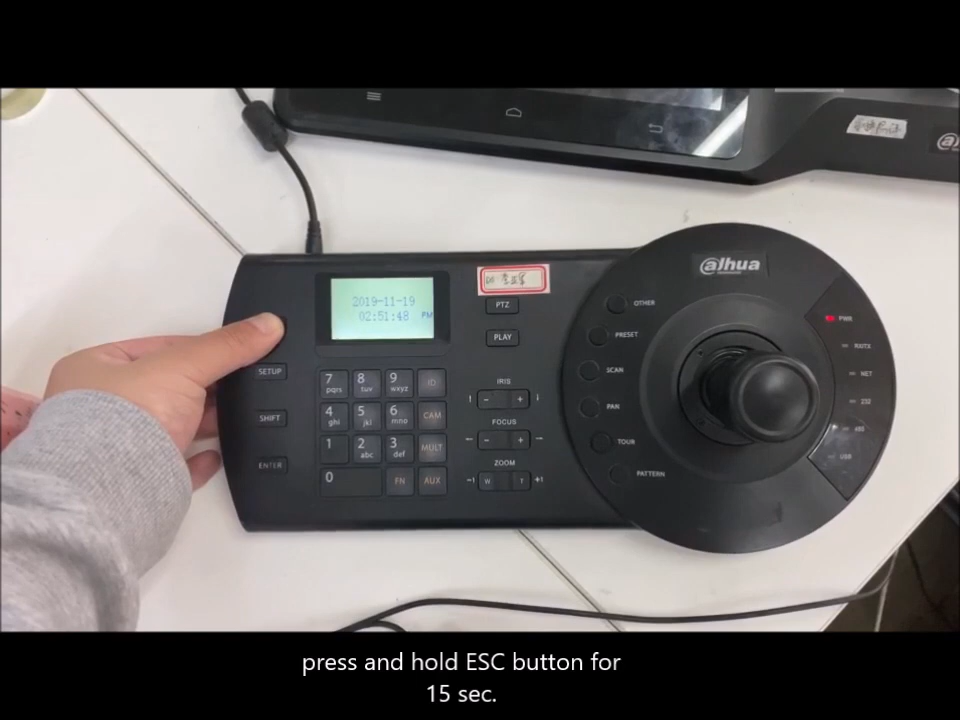 alhua
2019-11-19
02:51:48 PM
PTZ
PLAY
SETUP
SHIFT
ENTER
7 pqrs
8 tuv
9 wxyz
ID
4 ghi
5 jkl
6 mno
CAM
1
2 abc
3 def
MULT
0
FN
AUX
IRIS
- +
FOCUS
- +
ZOOM
W T
OTHER
PRESET
SCAN
PAN
TOUR
PATTERN
PWR
RX/TX
NET
232
485
USB
press and hold ESC button for
15 sec.